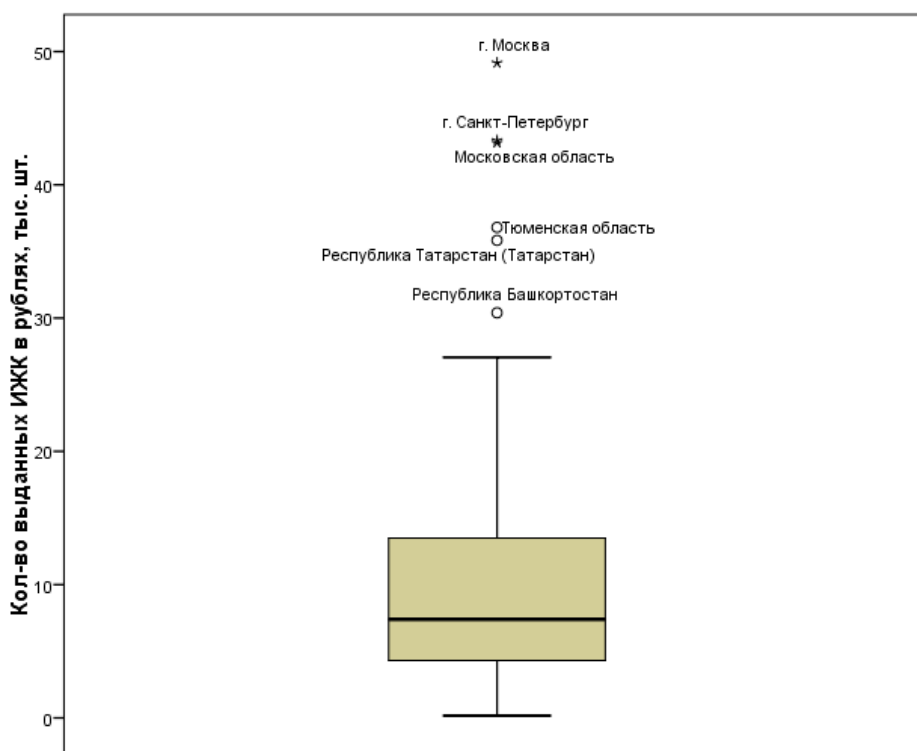 50
г. Москва
г. Санкт-Петербург
Московская область
40
Тюменская область
Республика Татарстан (Татарстан)
Республика Башкортостан
30
20
10
0
Кол-во выданных ИЖК в рублях, тыс. шт.